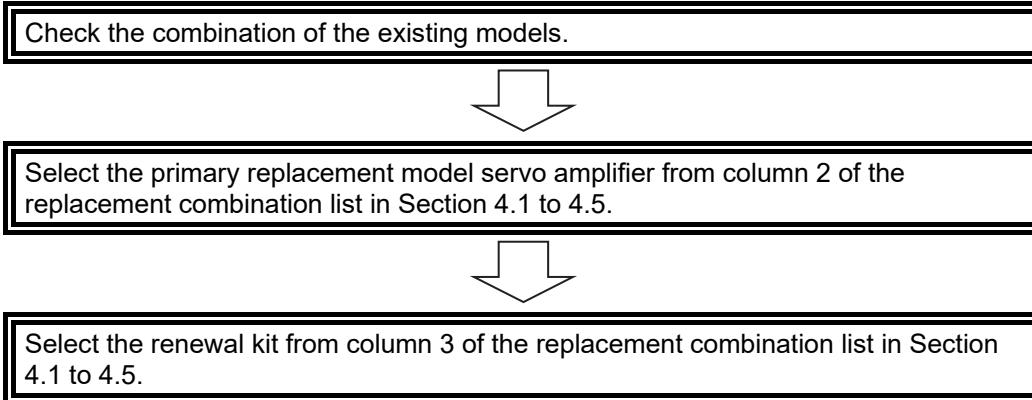 Check the combination of the existing models.
Select the primary replacement model servo amplifier from column 2 of the
replacement combination list in Section 4.1 to 4.5.
Select the renewal kit from column 3 of the replacement combination list in Section
4.1 to 4.5.